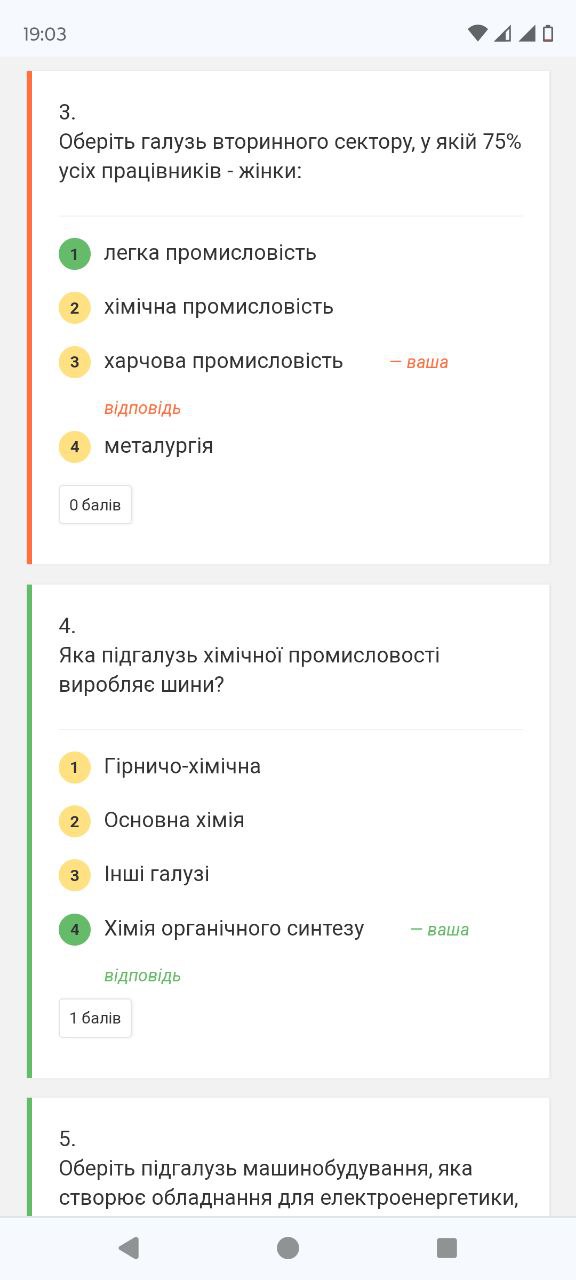 19:03
3.
Оберіть галузь вторинного сектору, у якій 75%
усіх працівників - жінки:
1 легка промисловість
2 хімічна промисловість
3 харчова промисловість — ваша
відповідь
4 металургія
0 балів
4.
Яка підгалузь хімічної промисловості
виробляє шини?
1 Гірничо-хімічна
2 Основна хімія
3 Інші галузі
4 Хімія органічного синтезу — ваша
відповідь
1 балів
5.
Оберіть підгалузь машинобудування, яка
створює обладнання для електроенергетики,